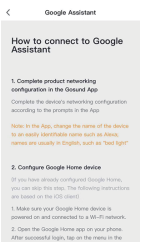 Google Assistant
How to connect to Google
Assistant
1. Complete product networking
configuration in the Gosund App
Complete the device's networking configuration
according to the prompts in the App
Note: In the App, change the name of the device
to an easily identifiable name such as Alexa;
names are usually in English, such as "bed light"
2. Configure Google Home device
(If you have already configured Google Home,
you can skip this step. The following instructions
are based on the iOS client)
1. Make sure your Google Home device is
powered on and connected to a Wi-Fi network.
2. Open the Google Home app on your phone.
After successful login, tap on the menu in the